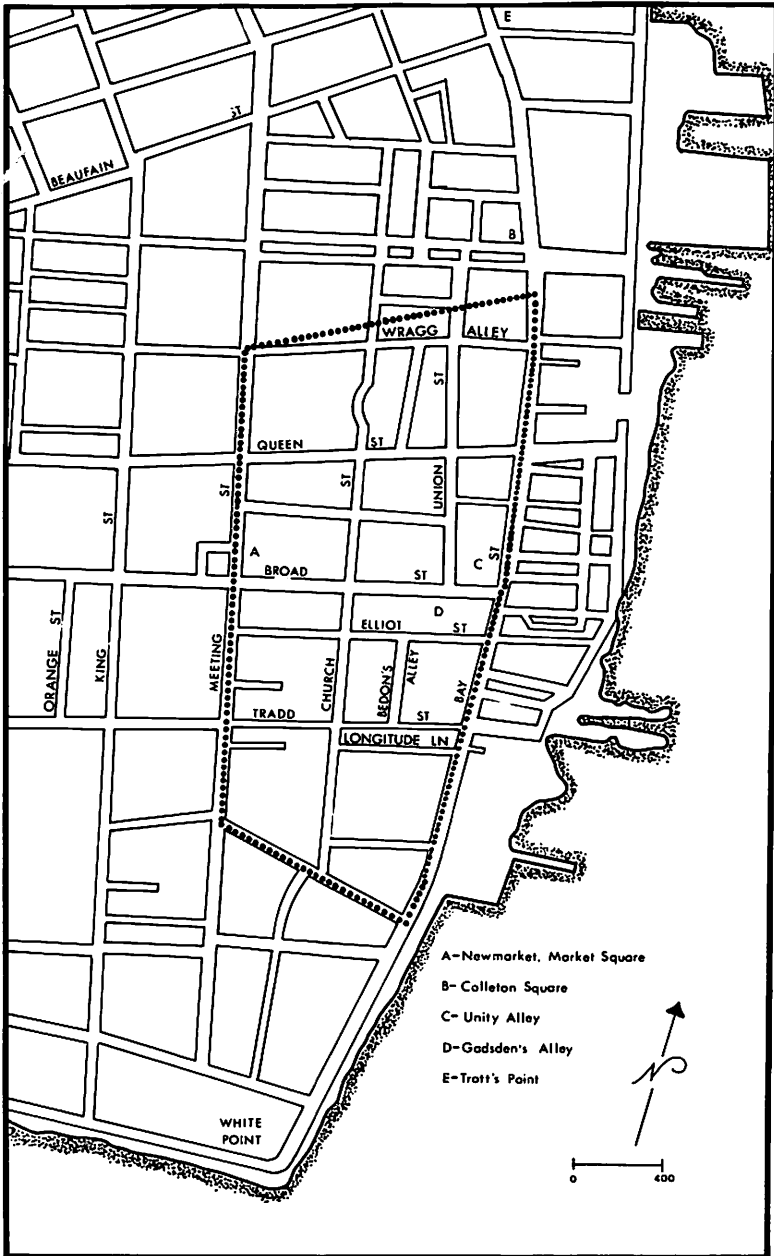 E
ST
BEAUFAIN
B
WRAGG ALLEY
ST
QUEEN ST
ST
ST
UNION
ST
A
BROAD ST
C
ST
D
ELLIOT ST
ORANGE ST
KING
MEETING
CHURCH
BEDON'S ALLEY
BAY
TRADD ST
LONGITUDE LN
A-Newmarket, Market Square
B- Colleton Square
C- Unity Alley
D-Gadsden's Alley
E-Trott's Point
N
WHITE
POINT
0 400